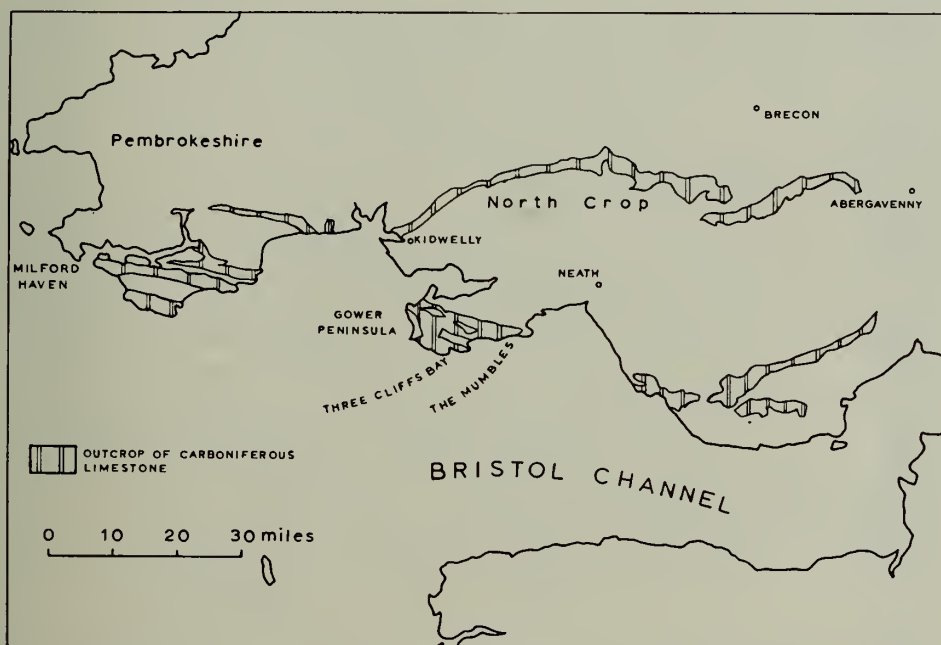 BRECON
Pembrokeshire
North Crop
ABERGAVENNY
KIDWELLY
MILFORD
HAVEN
NEATH
GOWER
PENINSULA
THREE CLIFFS BAY
THE MUMBLES
OUTCROP OF CARBONIFEROUS
LIMESTONE
BRISTOL CHANNEL
0 10 20 30 miles